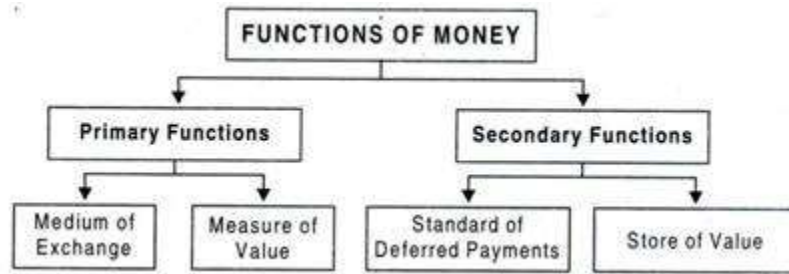 FUNCTIONS OF MONEY
Primary Functions
Secondary Functions
Medium of
Exchange
Measure of
Value
Standard of
Deferred Payments
Store of Value